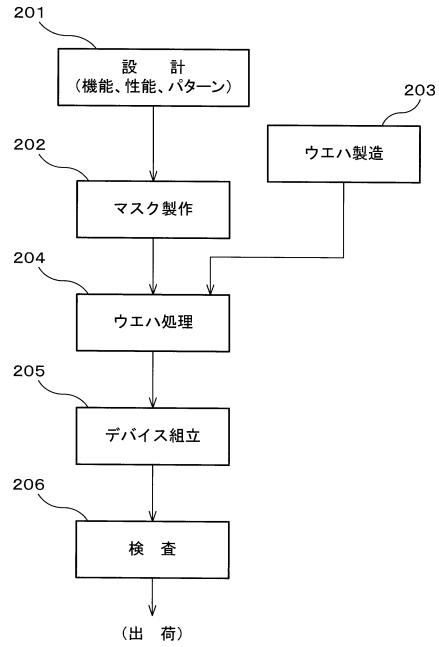 201
設 計
(機能、性能、パターン)
203
ウエハ製造
202
マスク製作
204
ウエハ処理
205
デバイス組立
206
検 査
(出 荷)